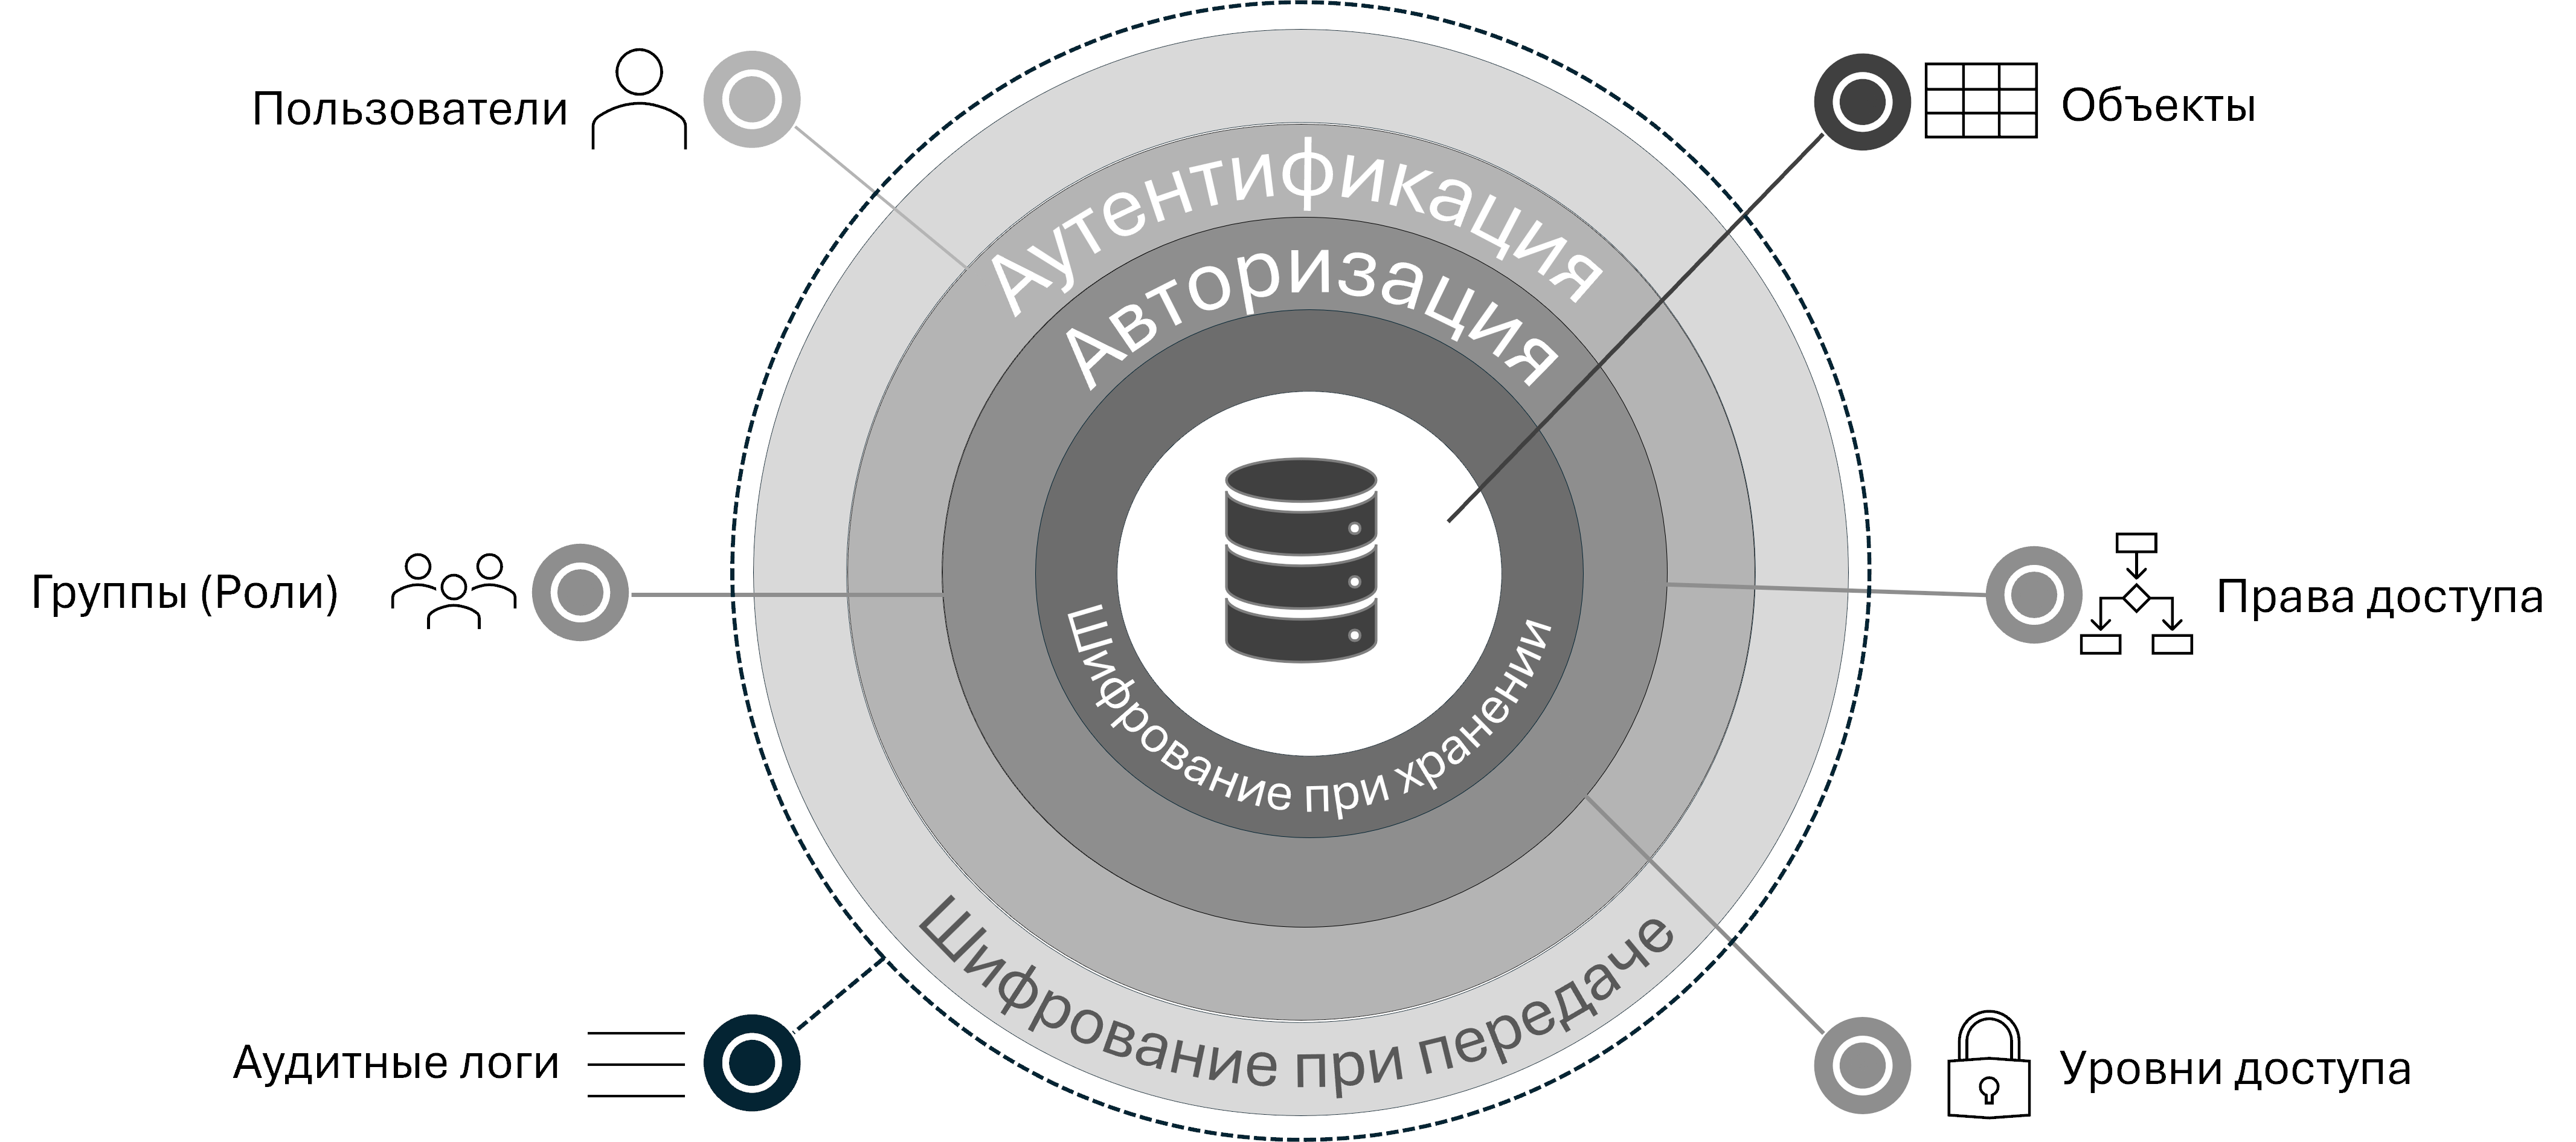 Пользователи
Объекты
Аутентификация
Авторизация
Группы (Роли)
Права доступа
Шифрование при хранении
Шифрование при передаче
Аудитные логи
Уровни доступа